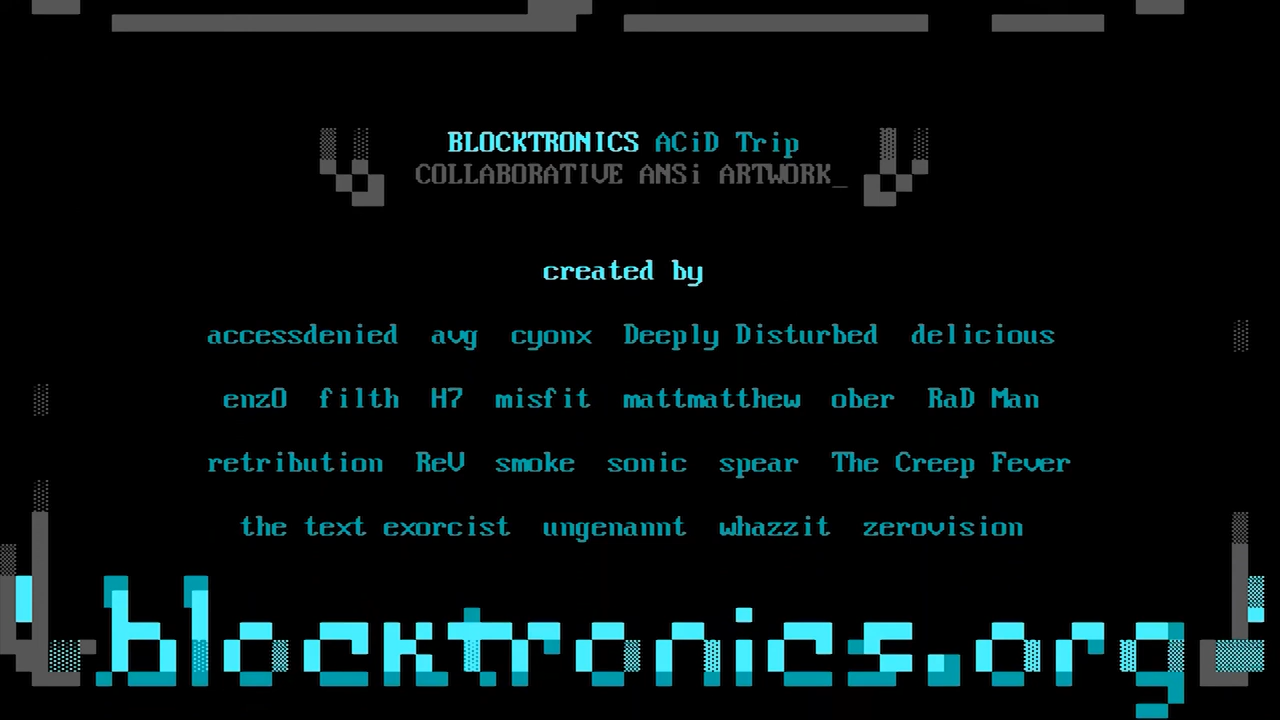 BLOCKTRONICS ACiD Trip
COLLABORATIVE ANSi ARTWORK_
created by
accessdenied avg cyonx Deeply Disturbed delicious
enzO filth H7 misfit mattmatthew ober RaD Man
retribution ReV smoke sonic spear The Creep Fever
the text exorcist ungenannt whazzit zerovision
blocktronics.org